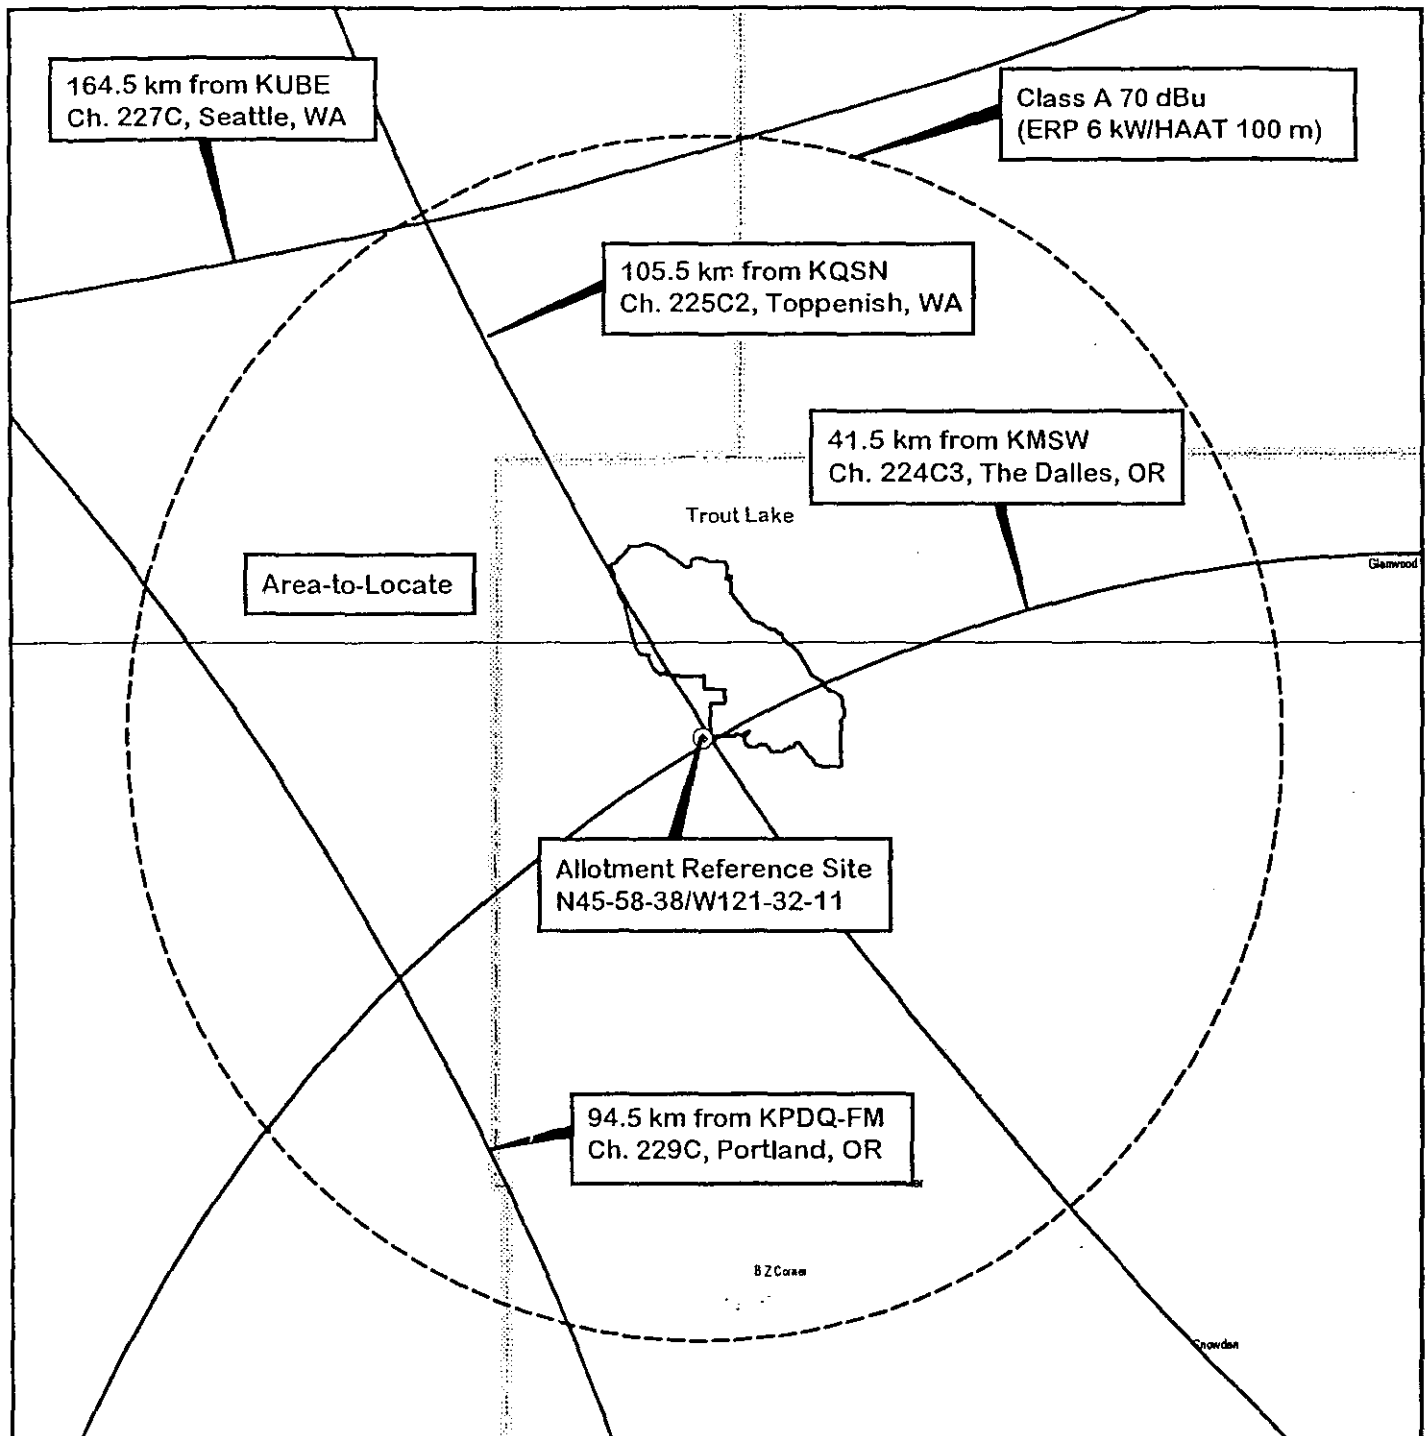 164.5 km from KUBE
Ch. 227C, Seattle, WA
Class A 70 dBu
(ERP 6 kW/HAAT 100 m)
105.5 km from KQSN
Ch. 225C2, Toppenish, WA
41.5 km from KMSW
Ch. 224C3, The Dalles, OR
Trout Lake
Glenwood
Area-to-Locate
Allotment Reference Site
N45-58-38/W121-32-11
94.5 km from KPDQ-FM
Ch. 229C, Portland, OR
B Z Corner
Snowden